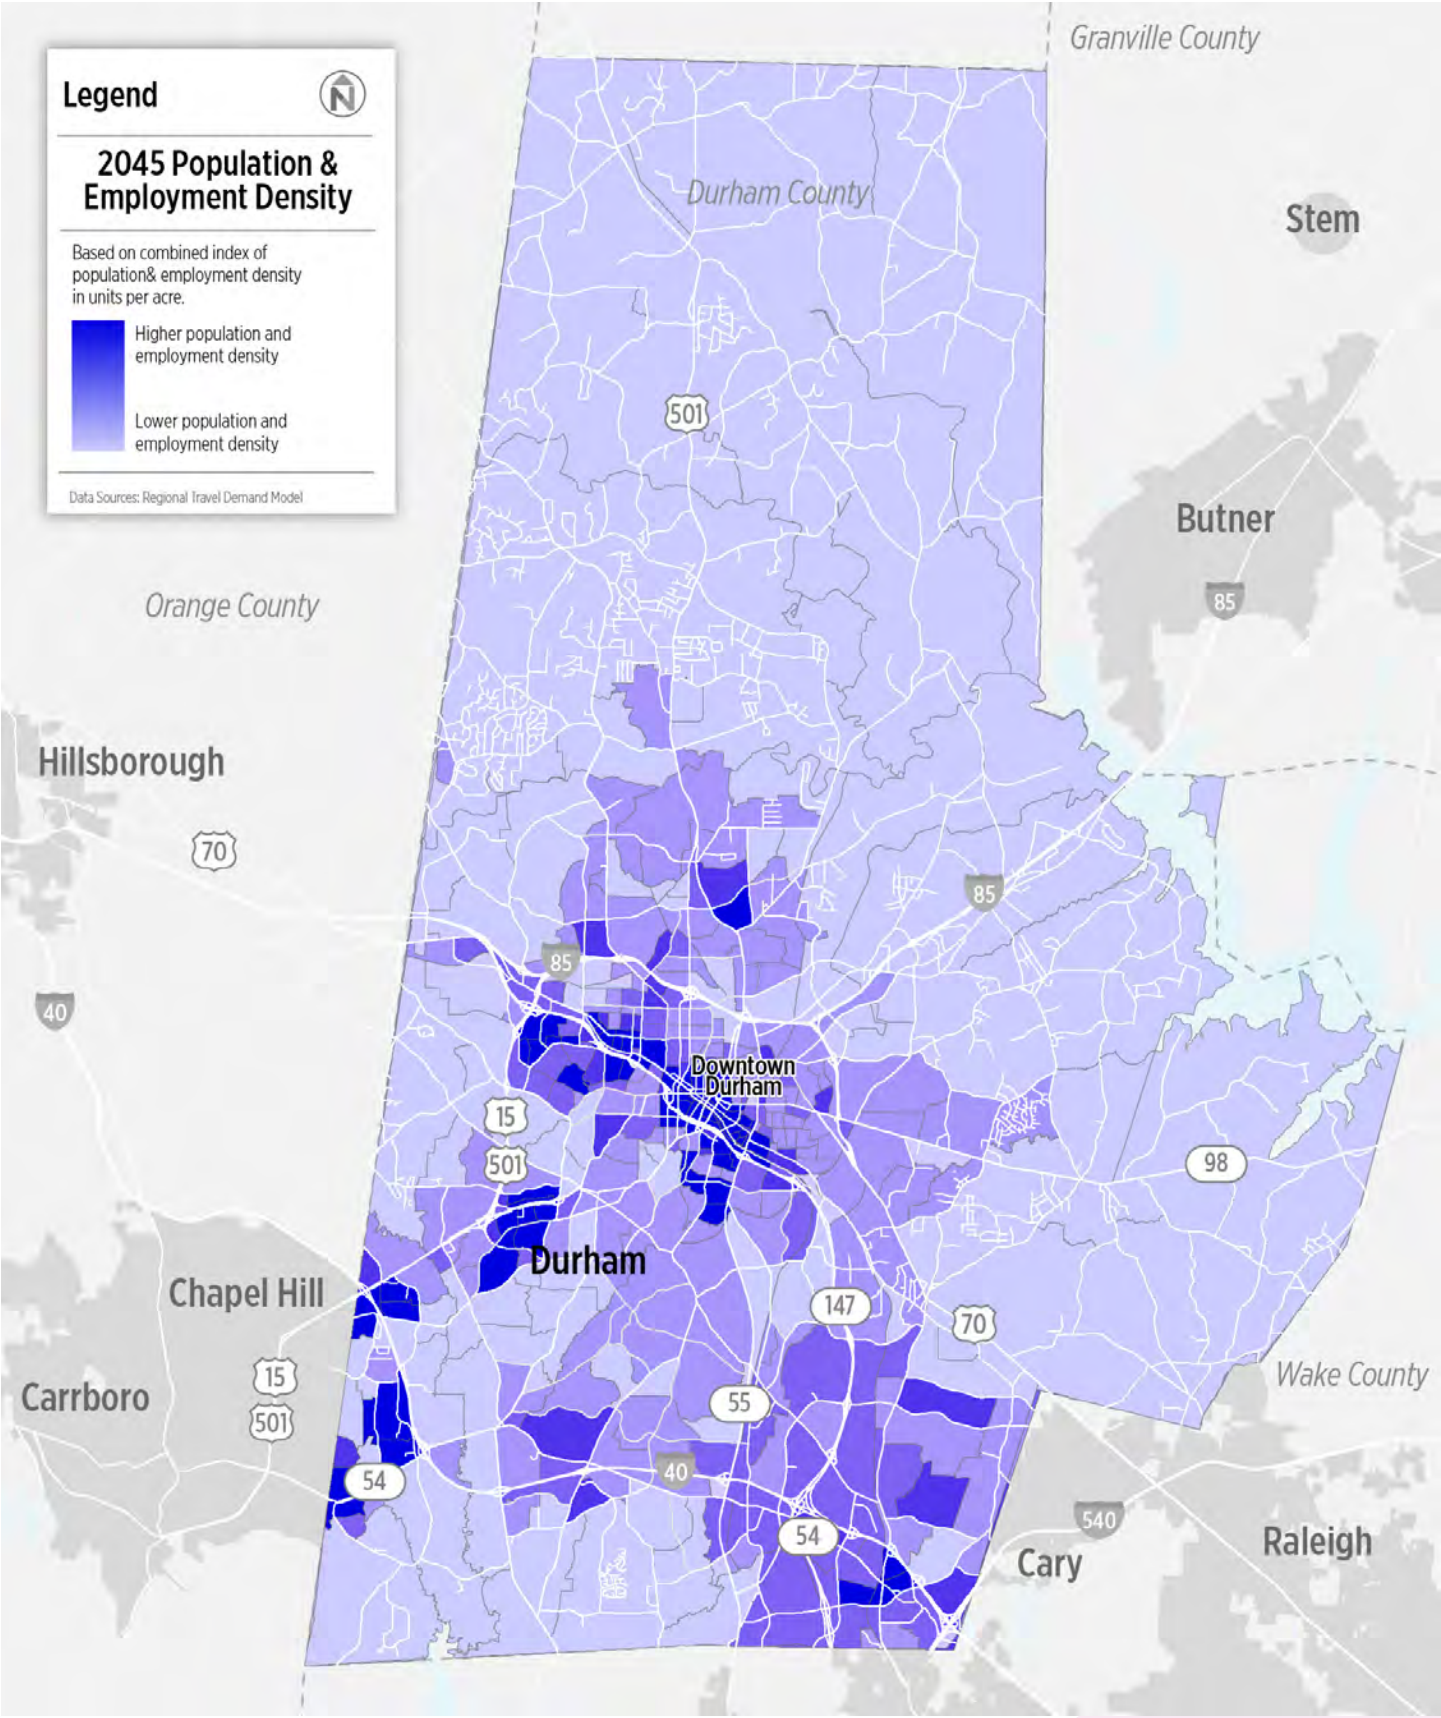 Granville County
Legend
N
2045 Population &
Employment Density
Based on combined index of
population& employment density
in units per acre.
Higher population and
employment density
Lower population and
employment density
Data Sources: Regional Travel Demand Model
Durham County
Stem
501
Butner
85
Orange County
Hillsborough
70
85
85
40
Downtown
Durham
15
501
98
Durham
Chapel Hill
147
70
15
501
Carrboro
Wake County
55
40
54
54
540
Cary
Raleigh